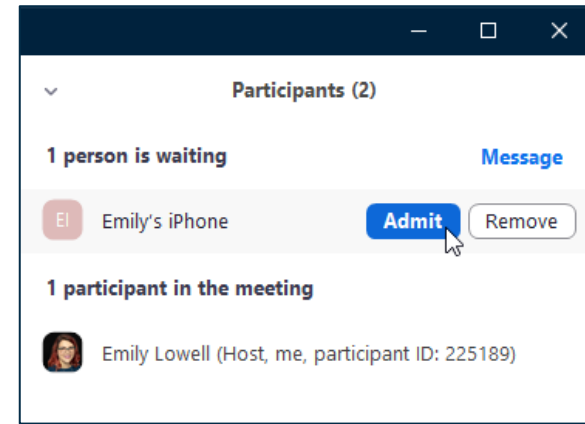 Participants (2)
1 person is waiting Message
EI Emily's iPhone Admit Remove
1 participant in the meeting
Emily Lowell (Host, me, participant ID: 225189)